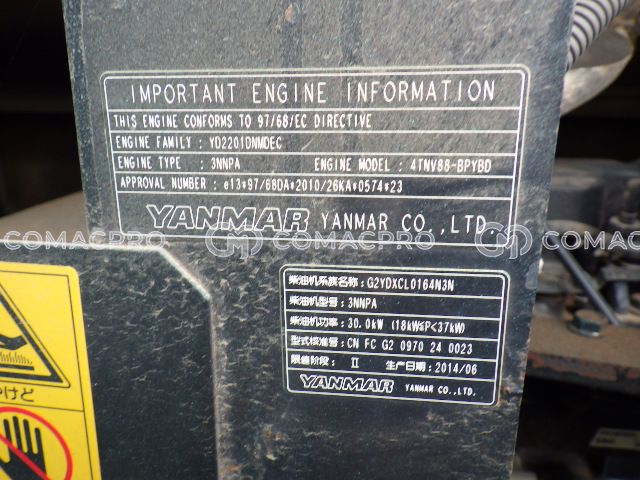 IMPORTANT ENGINE INFORMATION
THIS ENGINE CONFORMS TO 97/68/EC DIRECTIVE
ENGINE FAMILY : YD2201DNMDEC
ENGINE TYPE : 3NNPA ENGINE MODEL : 4TNV88-BPYBD
APPROVAL NUMBER : e13*97/68DA*2010/26KA*0574*23
YANMAR YANMAR CO.,LTD.
COMACPRO COMACPRO COMACPRO
柴油机系族名称:G2YDXCL0164N3N
柴油机型号:3NNPA
柴油机功率:30.0kW (18kW≦P<37kW)
型式核准号:CN FC G2 0970 24 0023
限值阶段: Ⅱ 生产日期:2014/06
YANMAR YANMAR CO.,LTD.
やけど